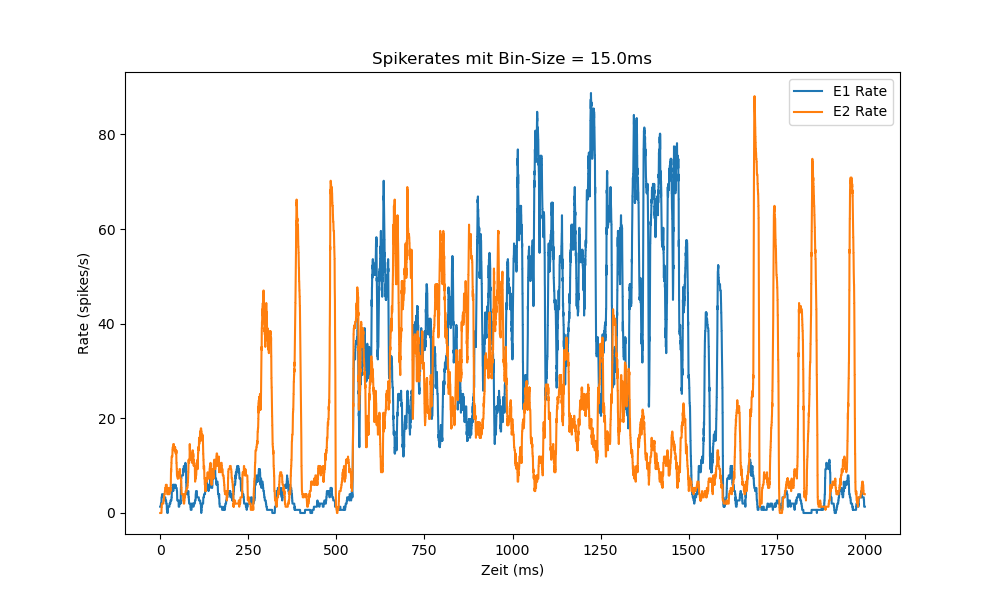 Spikerates mit Bin-Size = 15.0ms
E1 Rate
E2 Rate
Rate (spikes/s)
80
60
40
20
0
0 250 500 750 1000 1250 1500 1750 2000
Zeit (ms)